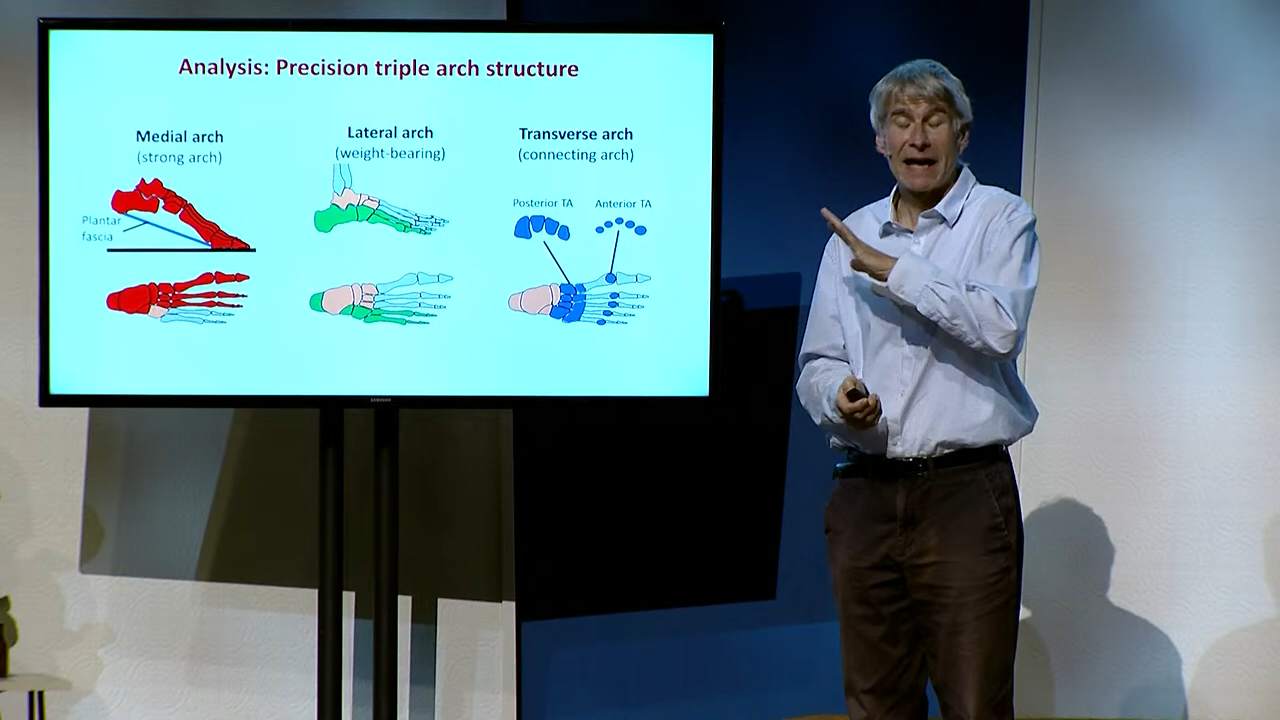 Analysis: Precision triple arch structure
Medial arch
(strong arch)
Plantar
fascia
Lateral arch
(weight-bearing)
Transverse arch
(connecting arch)
Posterior TA
Anterior TA
SAMSUNG